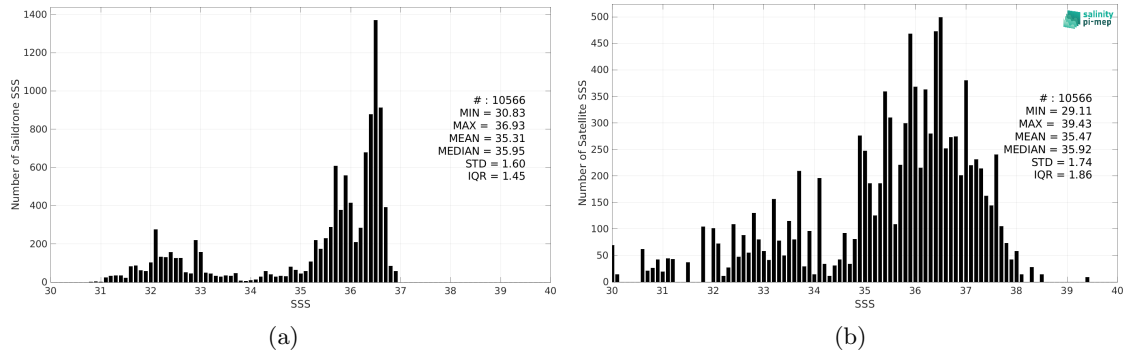 1400
1200
1000
800
600
400
200
0
Number of Saildrone SSS
# : 10566
MIN = 30.83
MAX = 36.93
MEAN = 35.31
MEDIAN = 35.95
STD = 1.60
IQR = 1.45
30 31 32 33 34 35 36 37 38 39 40
SSS
(a)
500
450
400
350
300
250
200
150
100
50
0
Number of Satellite SSS
salinity
pi-mep
# : 10566
MIN = 29.11
MAX = 39.43
MEAN = 35.47
MEDIAN = 35.92
STD = 1.74
IQR = 1.86
30 31 32 33 34 35 36 37 38 39 40
SSS
(b)